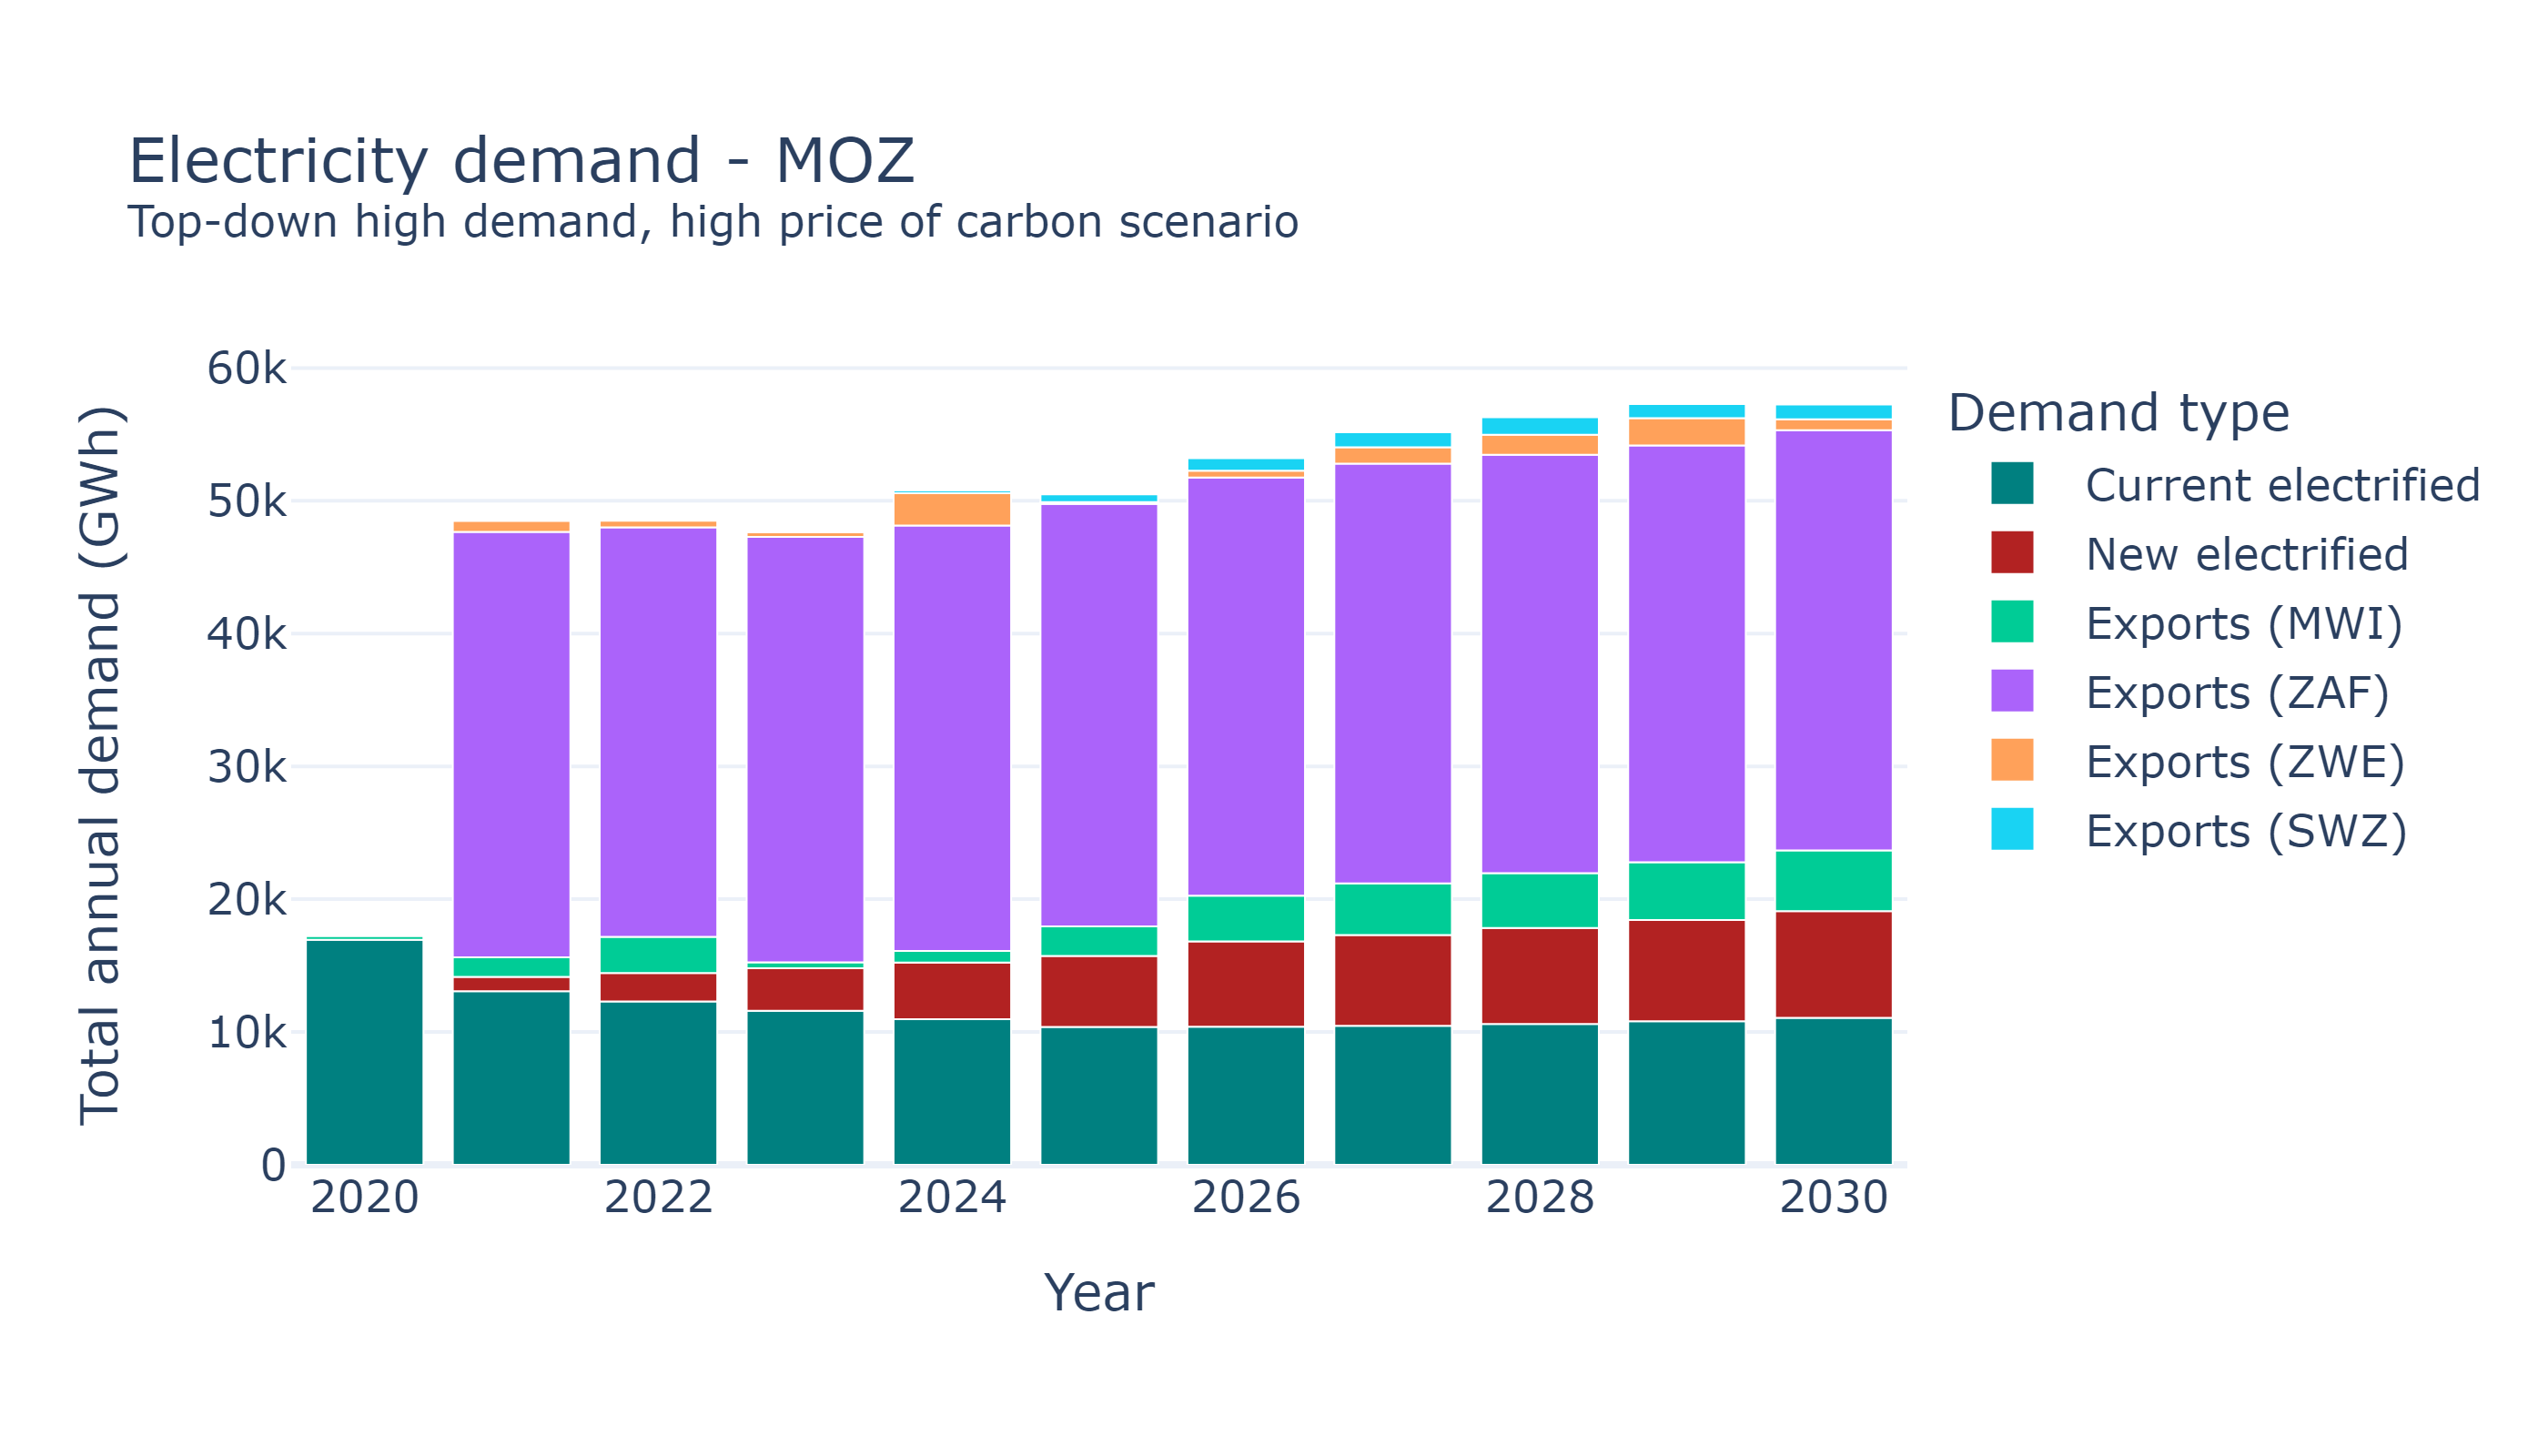 Electricity demand - MOZ
Top-down high demand, high price of carbon scenario
Total annual demand (GWh)
60k
50k
40k
30k
20k
10k
0
2020
2022
2024
2026
2028
2030
Year
Demand type
Current electrified
New electrified
Exports (MWI)
Exports (ZAF)
Exports (ZWE)
Exports (SWZ)